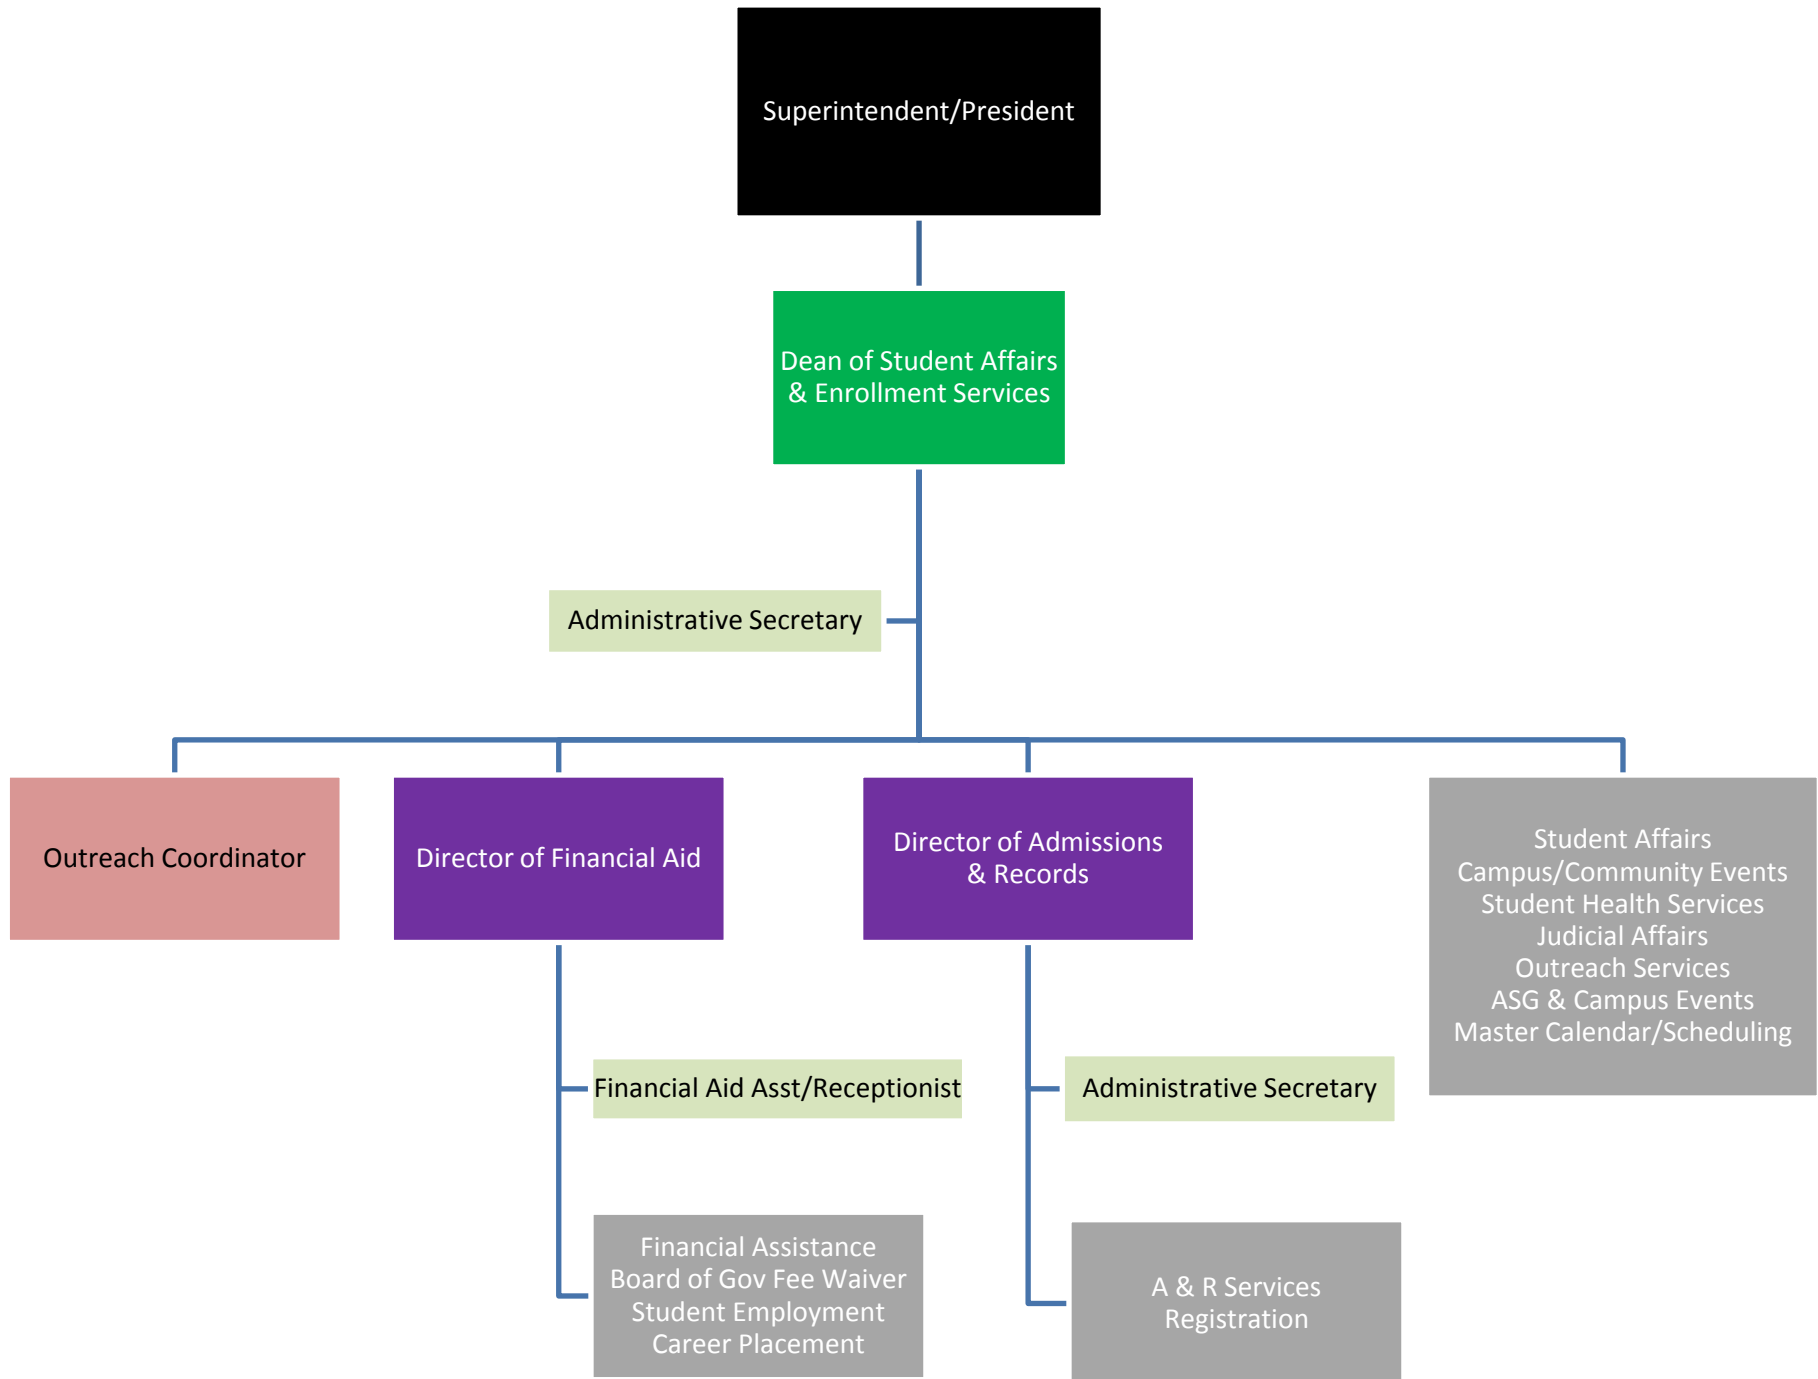 Superintendent/President
Dean of Student Affairs
& Enrollment Services
Administrative Secretary
Outreach Coordinator
Director of Financial Aid
Director of Admissions
& Records
Student Affairs
Campus/Community Events
Student Health Services
Judicial Affairs
Outreach Services
ASG & Campus Events
Master Calendar/Scheduling
Financial Aid Asst/Receptionist
Administrative Secretary
Financial Assistance
Board of Gov Fee Waiver
Student Employment
Career Placement
A & R Services
Registration